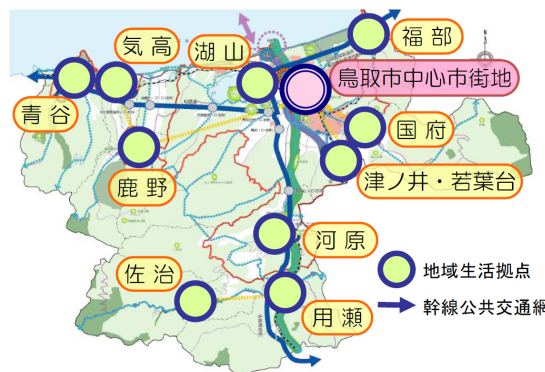 福部
気高
湖山
鳥取市中心市街地
青谷
国府
津ノ井・若葉台
鹿野
河原
佐治
地域生活拠点
用瀬
幹線公共交通網